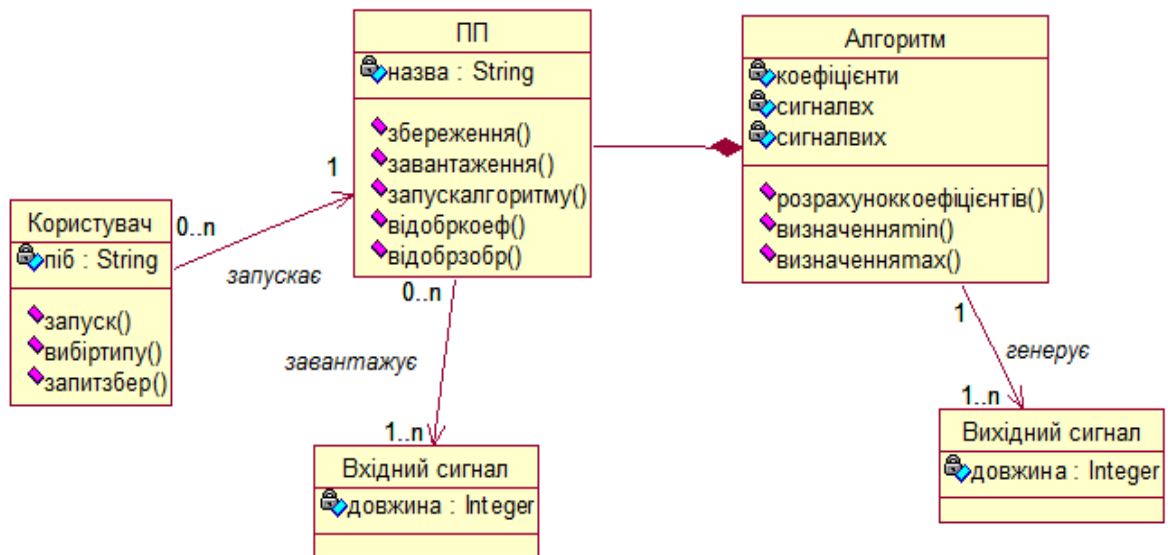 ПП
назва : String
збереження()
завантаження()
запускалгоритму()
відобркоеф()
відобрзобр()
Алгоритм
коефіцієнти
сигналвх
сигналвих
розрахуноккоефіцієнтів()
визначенняmin()
визначенняmax()
Користувач
піб : String
запуск()
вибіртипу()
запитзбер()
0..n
1
запускає
0..n
завантажує
1..n
1
генерує
1..n
Вхідний сигнал
довжина : Integer
Вихідний сигнал
довжина : Integer